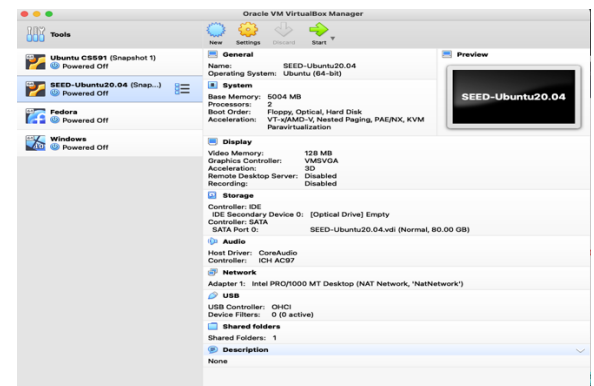 Oracle VM VirtualBox Manager
Tools
New Settings Discard Start
Ubuntu CS591 (Snapshot 1)
Powered Off
SEED-Ubuntu20.04 (Snap...)
Powered Off
Fedora
Powered Off
Windows
Powered Off
General
Name: SEED-Ubuntu20.04
Operating System: Ubuntu (64-bit)
System
Base Memory: 5004 MB
Processors: 2
Boot Order: Floppy, Optical, Hard Disk
Acceleration: VT-x/AMD-V, Nested Paging, PAE/NX, KVM
Paravirtualization
Preview
SEED-Ubuntu20.04
Display
Video Memory: 128 MB
Graphics Controller: VMSVGA
Acceleration: 3D
Remote Desktop Server: Disabled
Recording: Disabled
Storage
Controller: IDE
IDE Secondary Device 0: [Optical Drive] Empty
Controller: SATA
SATA Port 0: SEED-Ubuntu20.04.vdi (Normal, 80.00 GB)
Audio
Host Driver: CoreAudio
Controller: ICH AC97
Network
Adapter 1: Intel PRO/1000 MT Desktop (NAT Network, 'NatNetwork')
USB
USB Controller: OHCI
Device Filters: 0 (0 active)
Shared folders
Shared Folders: 1
Description
None